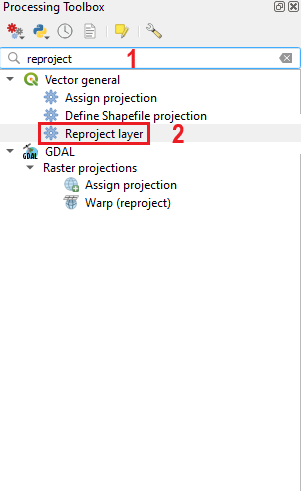 Processing Toolbox
reproject
1
Vector general
Assign projection
Define Shapefile projection
Reproject layer
2
GDAL
Raster projections
Assign projection
Warp (reproject)